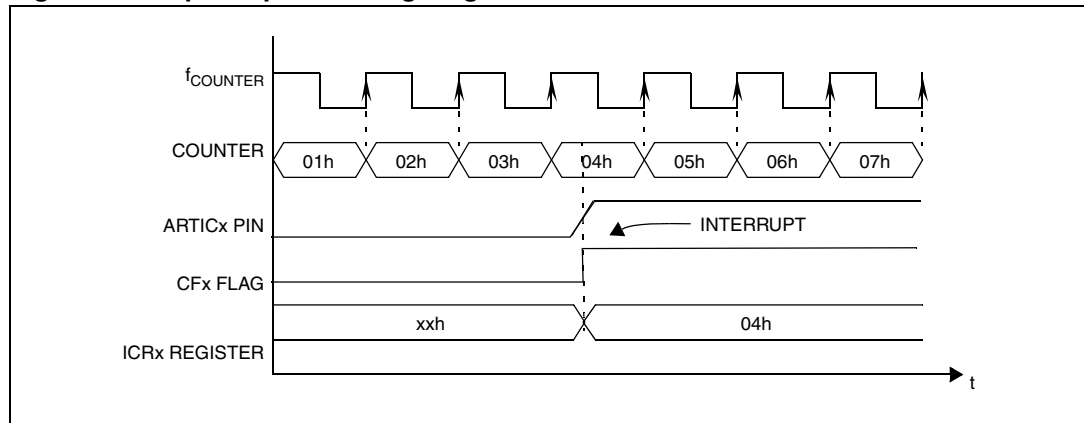 fCOUNTER
COUNTER
01h 02h 03h 04h 05h 06h 07h
ARTICx PIN
INTERRUPT
CFx FLAG
xxh 04h
ICRx REGISTER
t